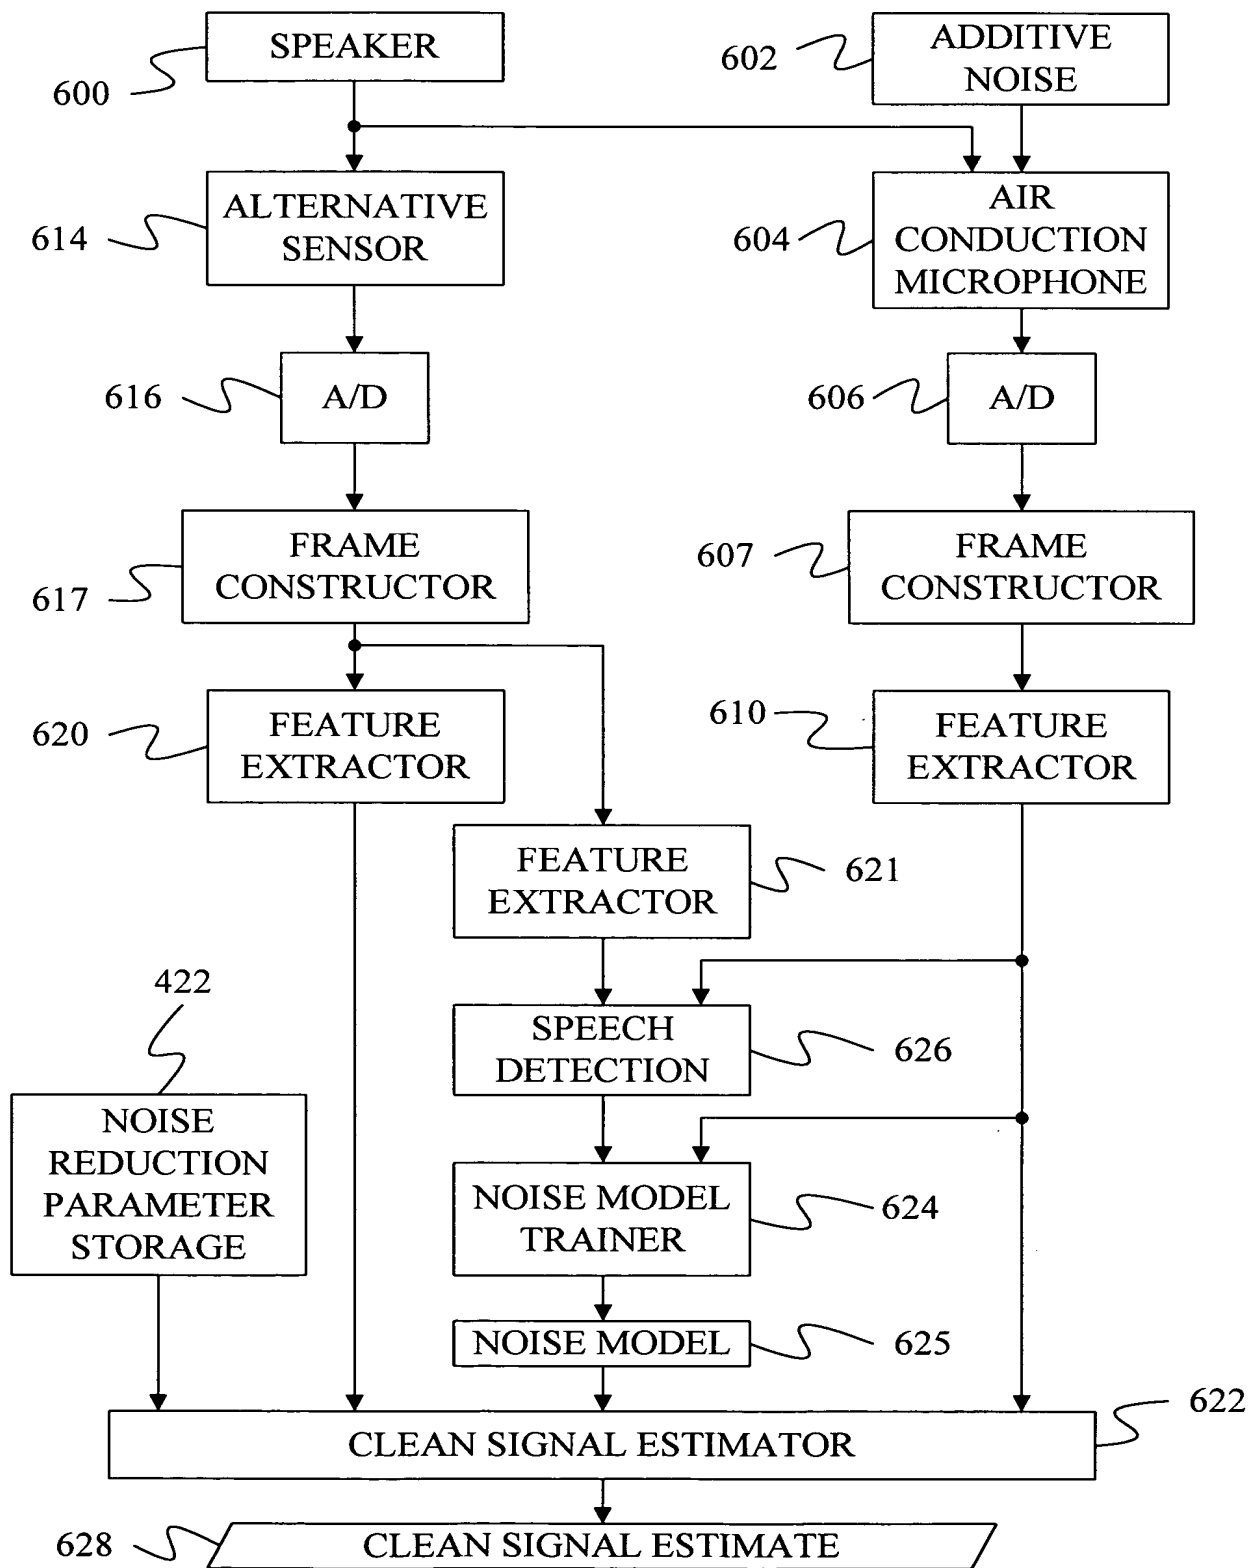 SPEAKER
600
ADDITIVE
NOISE
602
ALTERNATIVE
SENSOR
614
AIR
CONDUCTION
MICROPHONE
604
A/D
616
A/D
606
FRAME
CONSTRUCTOR
617
FRAME
CONSTRUCTOR
607
FEATURE
EXTRACTOR
620
FEATURE
EXTRACTOR
610
FEATURE
EXTRACTOR
621
422
SPEECH
DETECTION
626
NOISE
REDUCTION
PARAMETER
STORAGE
NOISE MODEL
TRAINER
624
NOISE MODEL
625
622
CLEAN SIGNAL ESTIMATOR
628
CLEAN SIGNAL ESTIMATE